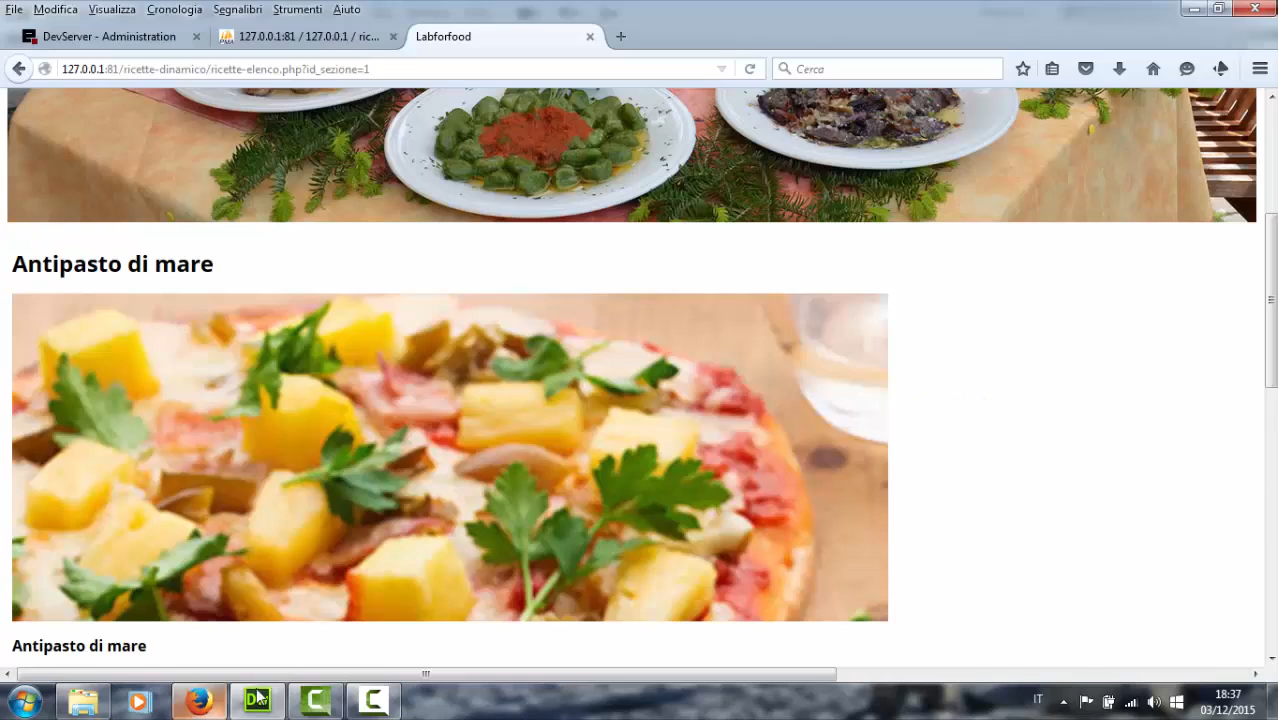 File Modifica Visualizza Cronologia Segnalibri Strumenti Aiuto
DevServer - Administration × PMA 127.0.0.1:81 / 127.0.0.1 / ric... × Labforfood × +
127.0.0.1:81/ricette-dinamico/ricette-elenco.php?id_sezione=1 Cerca
Antipasto di mare
Antipasto di mare
Dw C C IT 18:37
03/12/2015